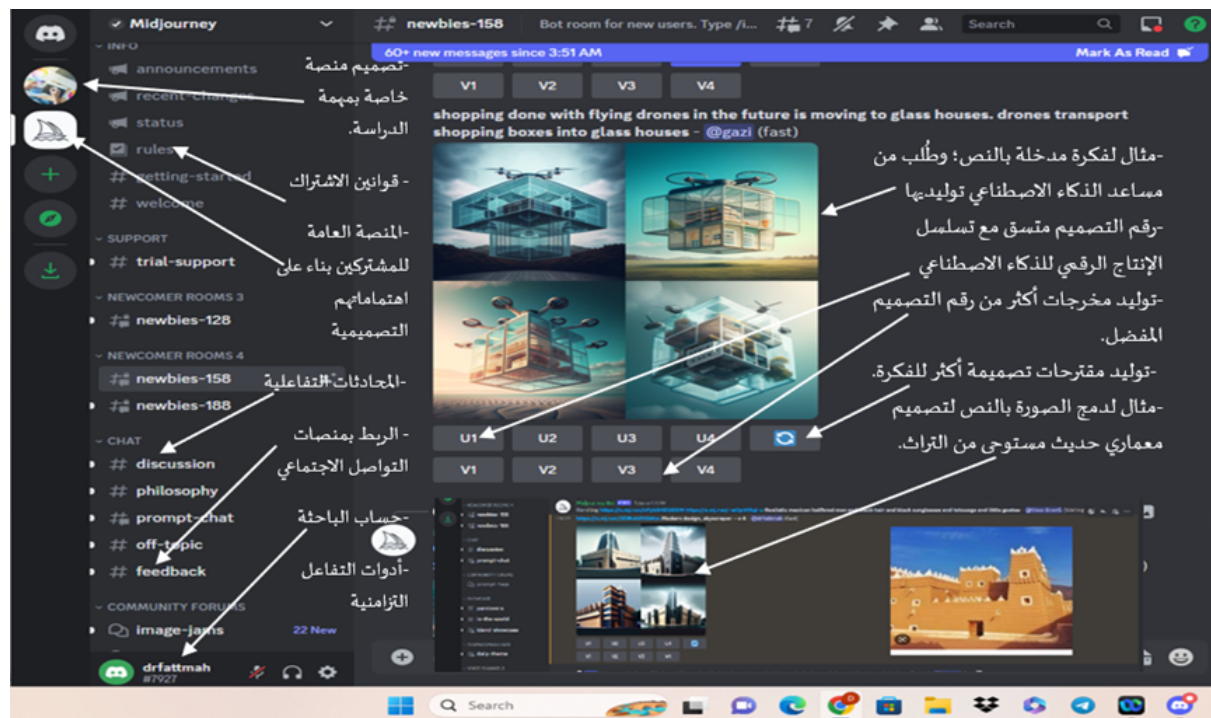 Midjourney
newbies-158
Bot room for new users. Type /i...
7
Search
60+ new messages since 3:51 AM
Mark As Read
INFO
announcements
recent-changes
status
rules
getting-started
welcome
SUPPORT
trial-support
NEWCOMER ROOMS 3
newbies-128
NEWCOMER ROOMS 4
newbies-158
newbies-188
CHAT
discussion
philosophy
prompt-chat
off-topic
feedback
COMMUNITY FORUMS
image-jams
22 New
drfattmah
#7927
-تصميم منصة
خاصة بمهمة
الدراسة.
- قوانين الاشتراك
-المنصة العامة
للمشتركين بناء على
اهتماماتهم
التصميمية
-المحادثات التفاعلية
- الربط بمنصات
التواصل الاجتماعي
-حساب الباحثة
-أدوات التفاعل
التزامنية
V1 V2 V3 V4
shopping done with flying drones in the future is moving to glass houses. drones transport
shopping boxes into glass houses - @gazi (fast)
U1 U2 U3 U4
V1 V2 V3 V4
-مثال لفكرة مدخلة بالنص؛ وطُلب من
مساعد الذكاء الاصطناعي توليديها
-رقم التصميم متسق مع تسلسل
الإنتاج الرقمي للذكاء الاصطناعي
-توليد مخرجات أكثر من رقم التصميم
المفضل.
-توليد مقترحات تصميمة أكثر للفكرة.
-مثال لدمج الصورة بالنص لتصميم
معماري حديث مستوحى من التراث.
Search